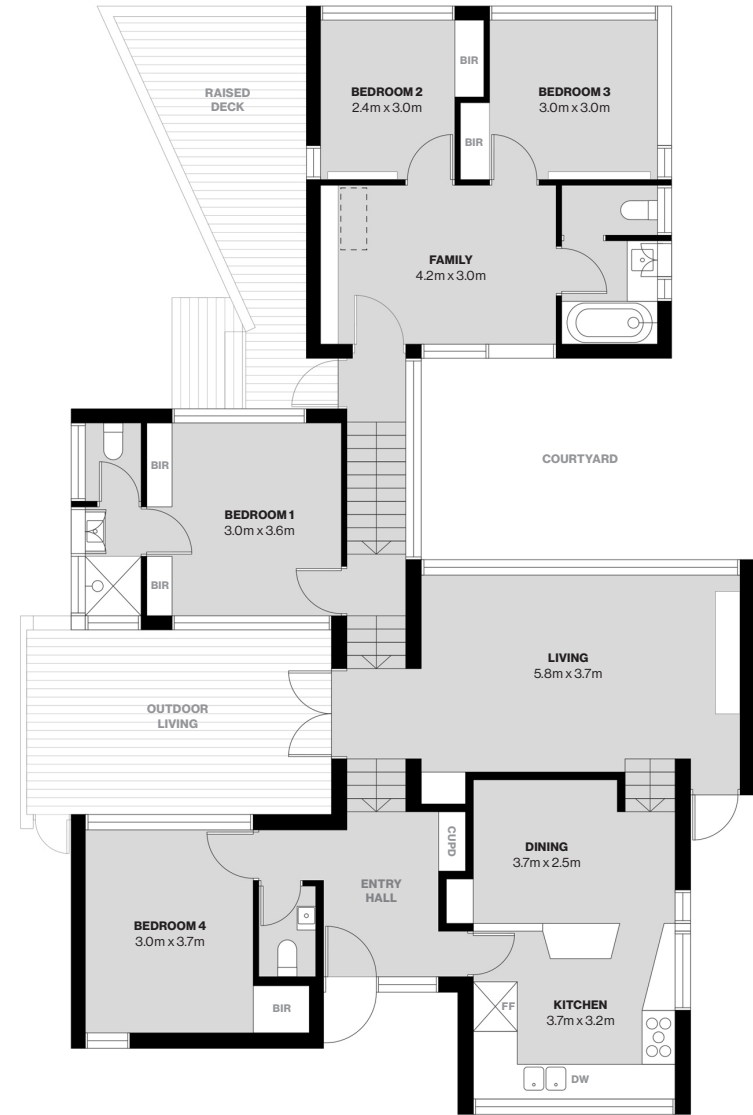 RAISED
DECK
BEDROOM 2
2.4m x 3.0m
BIR
BEDROOM 3
3.0m x 3.0m
BIR
FAMILY
4.2m x 3.0m
COURTYARD
BIR
BEDROOM 1
3.0m x 3.6m
BIR
LIVING
5.8m x 3.7m
OUTDOOR
LIVING
CUPD
DINING
3.7m x 2.5m
ENTRY
HALL
BEDROOM 4
3.0m x 3.7m
BIR
FF
KITCHEN
3.7m x 3.2m
DW